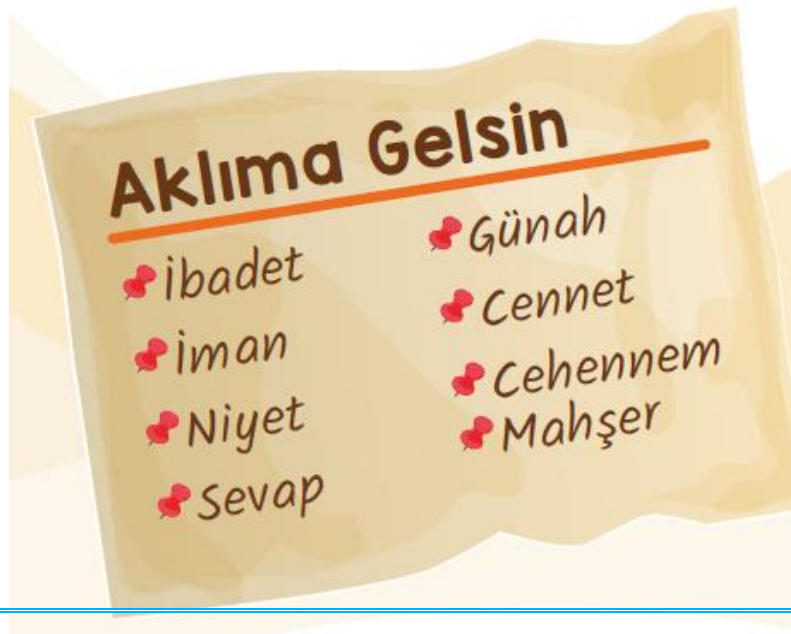 Aklıma Gelsin
İbadet
İman
Niyet
Sevap
Günah
Cennet
Cehennem
Mahşer